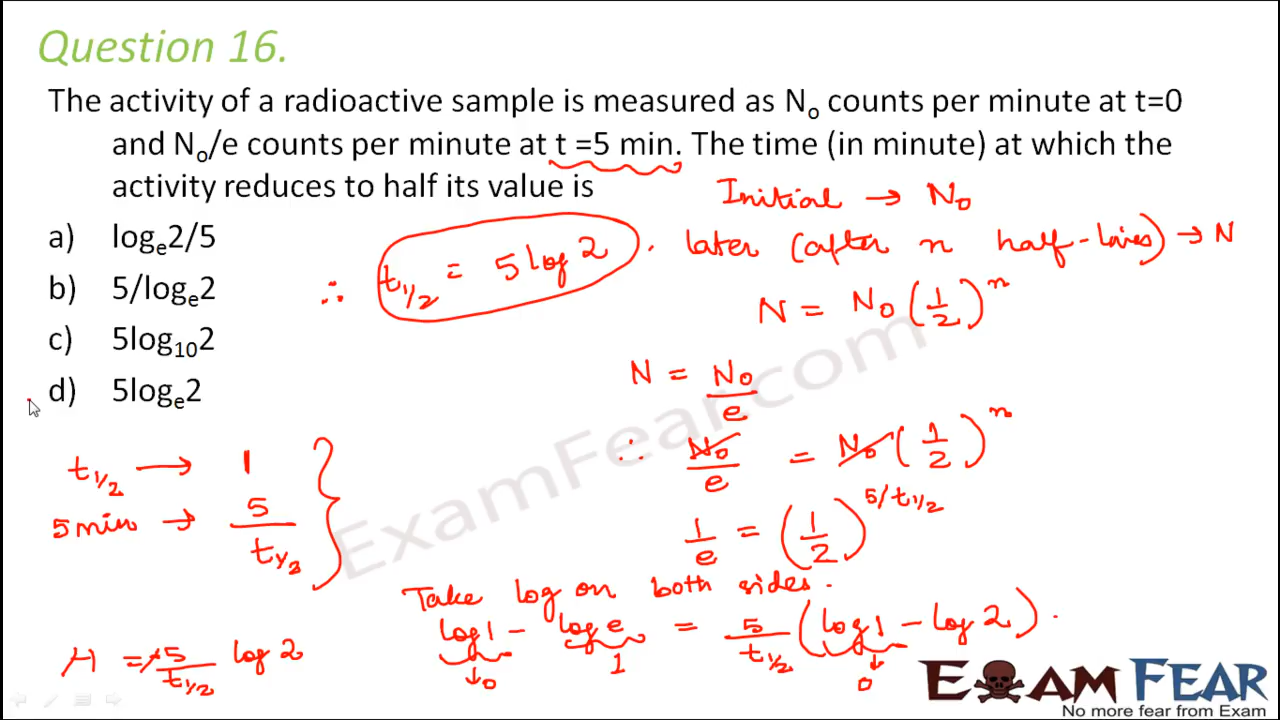 Question 16.
The activity of a radioactive sample is measured as N₀ counts per minute at t=0
and N₀/e counts per minute at t =5 min. The time (in minute) at which the
activity reduces to half its value is
a) logₑ2/5
b) 5/logₑ2
c) 5log₁₀2
d) 5logₑ2
Initial → N₀
later (after n half-lives) → N
N = N₀ (1/2)ⁿ
N = N₀/e
∴ N₀/e = N₀ (1/2)ⁿ
1/e = (1/2)^(5/t1/2)
Take log on both sides.
log1 - log e = 5/t1/2 (log1 - log 2).
↓0 1 ↓0
t1/2 → 1
5 min → 5/t1/2
-1 = -5/t1/2 log 2
∴ t1/2 = 5 log 2.
ExamFear.com
EXAM FEAR
No more fear from Exam